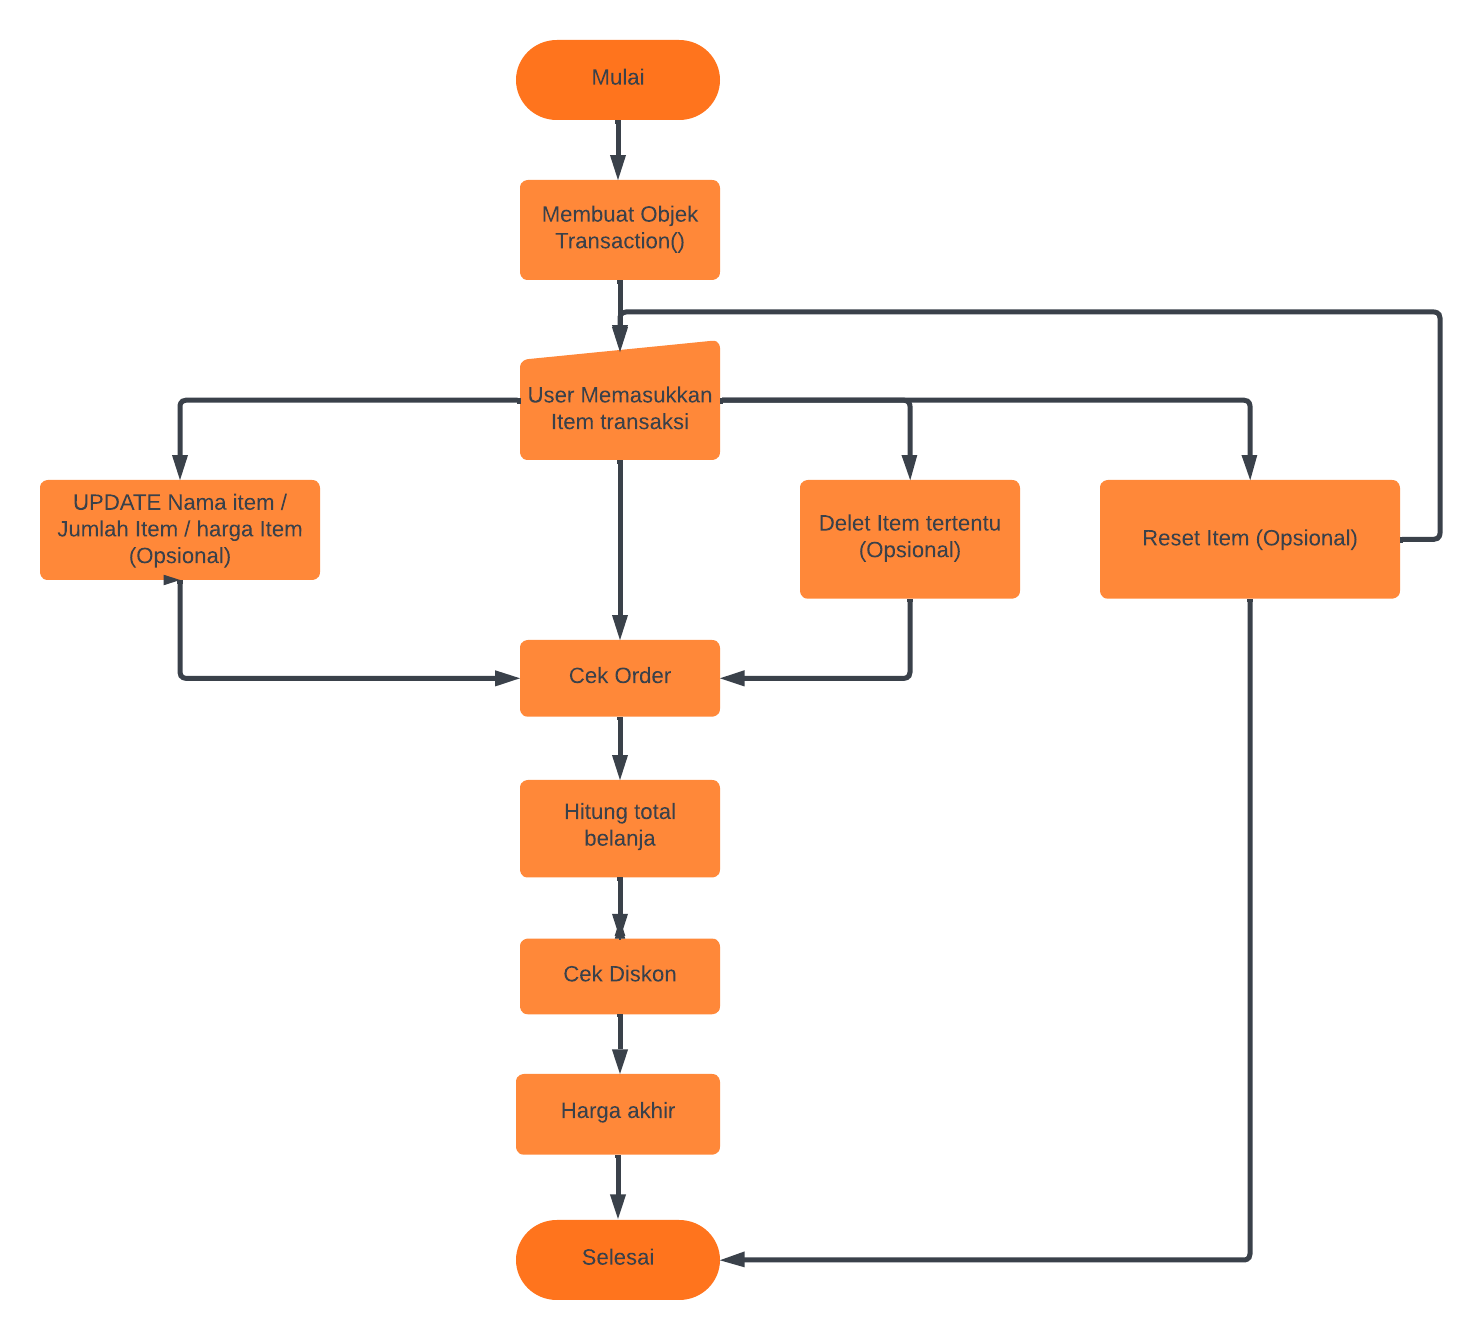 Mulai
Membuat Objek
Transaction()
User Memasukkan
Item transaksi
UPDATE Nama item /
Jumlah Item / harga Item
(Opsional)
Delet Item tertentu
(Opsional)
Reset Item (Opsional)
Cek Order
Hitung total
belanja
Cek Diskon
Harga akhir
Selesai